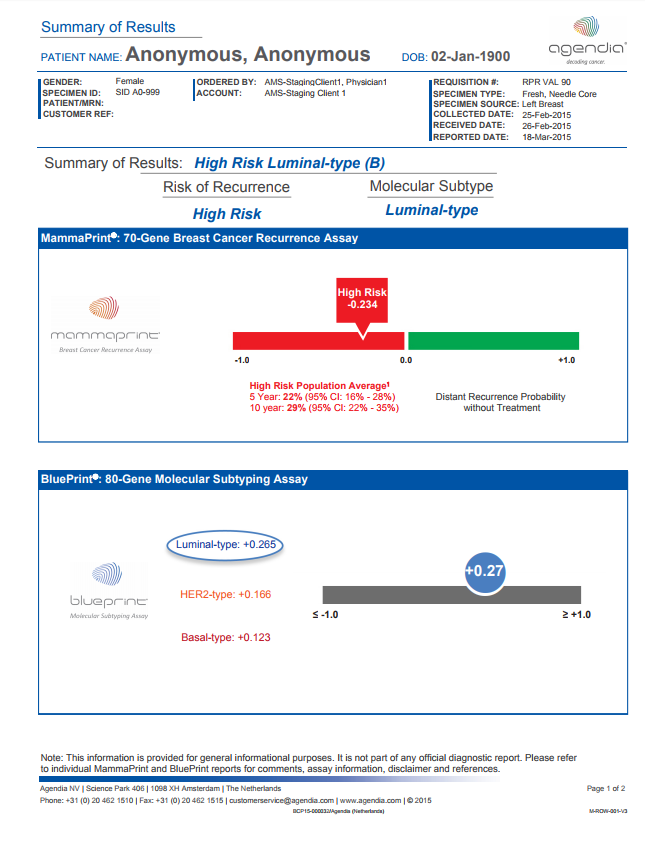 Summary of Results
PATIENT NAME: Anonymous, Anonymous DOB: 02-Jan-1900
agendia®
decoding cancer.
GENDER: Female
SPECIMEN ID: SID A0-999
PATIENT/MRN:
CUSTOMER REF:
ORDERED BY: AMS-StagingClient1, Physician1
ACCOUNT: AMS-Staging Client 1
REQUISITION #: RPR VAL 90
SPECIMEN TYPE: Fresh, Needle Core
SPECIMEN SOURCE: Left Breast
COLLECTED DATE: 25-Feb-2015
RECEIVED DATE: 26-Feb-2015
REPORTED DATE: 18-Mar-2015
Summary of Results: High Risk Luminal-type (B)
Risk of Recurrence
High Risk
Molecular Subtype
Luminal-type
MammaPrint®: 70-Gene Breast Cancer Recurrence Assay
mammaprint®
Breast Cancer Recurrence Assay
High Risk
-0.234
-1.0 0.0 +1.0
High Risk Population Average¹
5 Year: 22% (95% CI: 16% - 28%)
10 year: 29% (95% CI: 22% - 35%)
Distant Recurrence Probability
without Treatment
BluePrint®: 80-Gene Molecular Subtyping Assay
blueprint®
Molecular Subtyping Assay
Luminal-type: +0.265
HER2-type: +0.166
Basal-type: +0.123
+0.27
≤ -1.0 ≥ +1.0
Note: This information is provided for general informational purposes. It is not part of any official diagnostic report. Please refer
to individual MammaPrint and BluePrint reports for comments, assay information, disclaimer and references.
Agendia NV | Science Park 406 | 1098 XH Amsterdam | The Netherlands
Page 1 of 2
Phone: +31 (0) 20 462 1510 | Fax: +31 (0) 20 462 1515 | customerservice@agendia.com | www.agendia.com | © 2015
BCP15-000032/Agendia (Netherlands)
M-ROW-001-V3